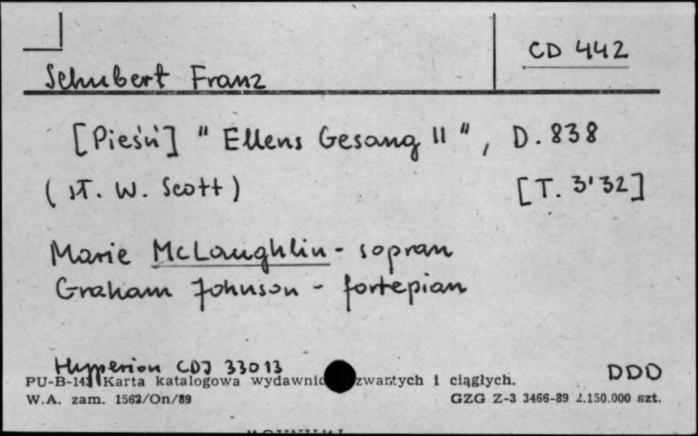 CD 442
Schubert Franz
[Pieśń] " Ellens Gesang II ", D. 838
(sł. W. Scott) [T. 3'32]
Marie McLaughlin - sopran
Graham Johnson - fortepian
Hyperion CDJ 33013 DDD
PU-B-143 Karta katalogowa wydawnic zwartych i ciągłych.
W.A. zam. 1562/On/89 GZG Z-3 3466-89 2.150.000 szt.